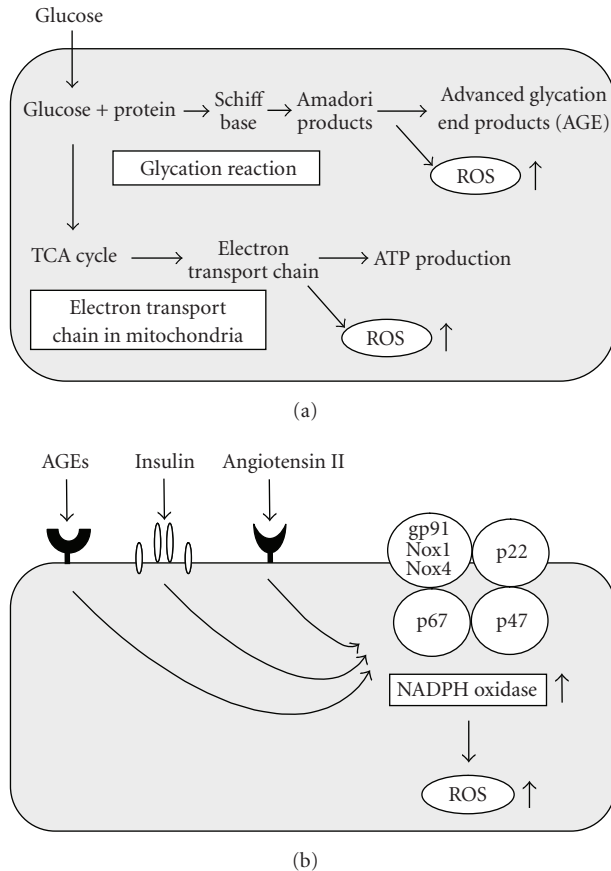 Glucose
Glucose + protein
Schiff
base
Amadori
products
Advanced glycation
end products (AGE)
Glycation reaction
ROS
TCA cycle
Electron
transport chain
ATP production
Electron transport
chain in mitochondria
ROS
(a)
AGEs
Insulin
Angiotensin II
gp91
Nox1
Nox4
p22
p67
p47
NADPH oxidase
ROS
(b)